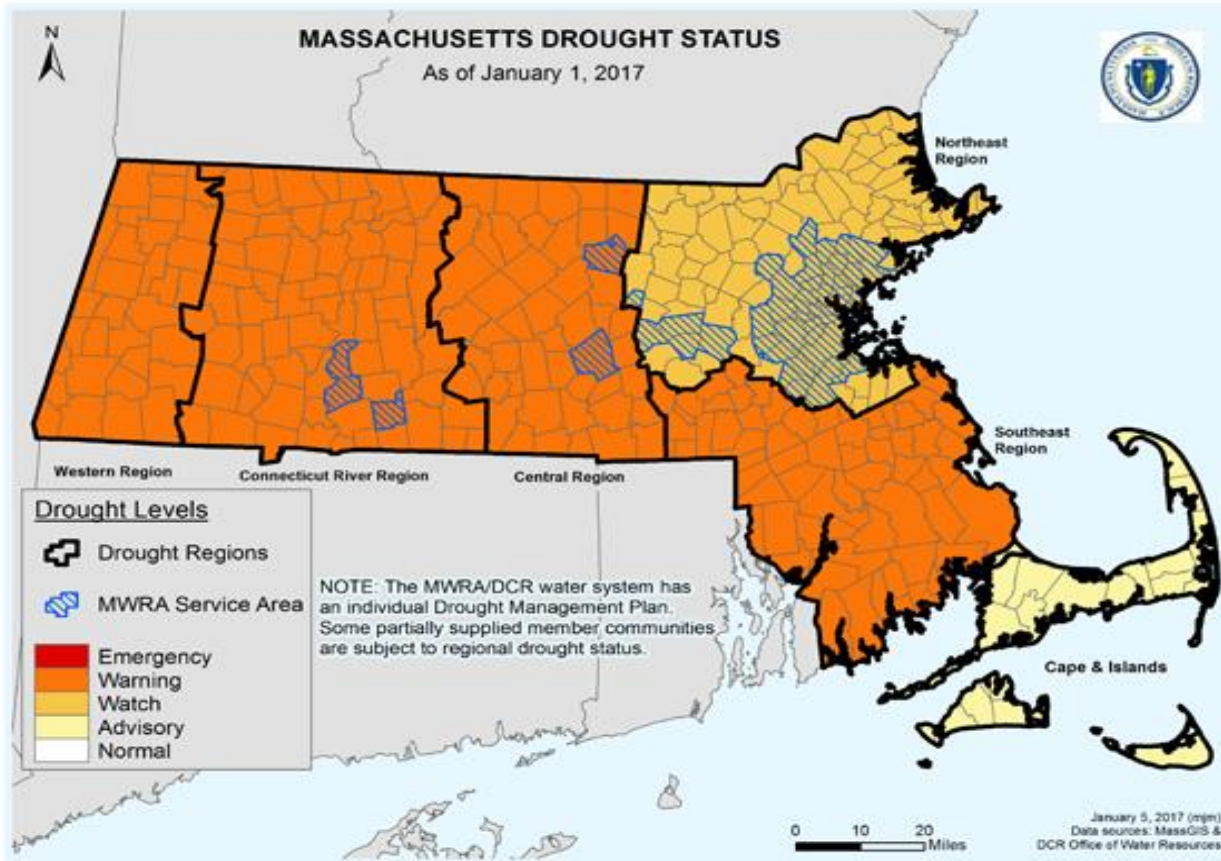 N
MASSACHUSETTS DROUGHT STATUS
As of January 1, 2017
Northeast
Region
Southeast
Region
Western Region
Connecticut River Region
Central Region
Cape & Islands
Drought Levels
Drought Regions
MWRA Service Area
Emergency
Warning
Watch
Advisory
Normal
NOTE: The MWRA/DCR water system has
an individual Drought Management Plan.
Some partially supplied member communities
are subject to regional drought status.
0 10 20
Miles
January 5, 2017 (mjm)
Data sources: MassGIS &
DCR Office of Water Resources